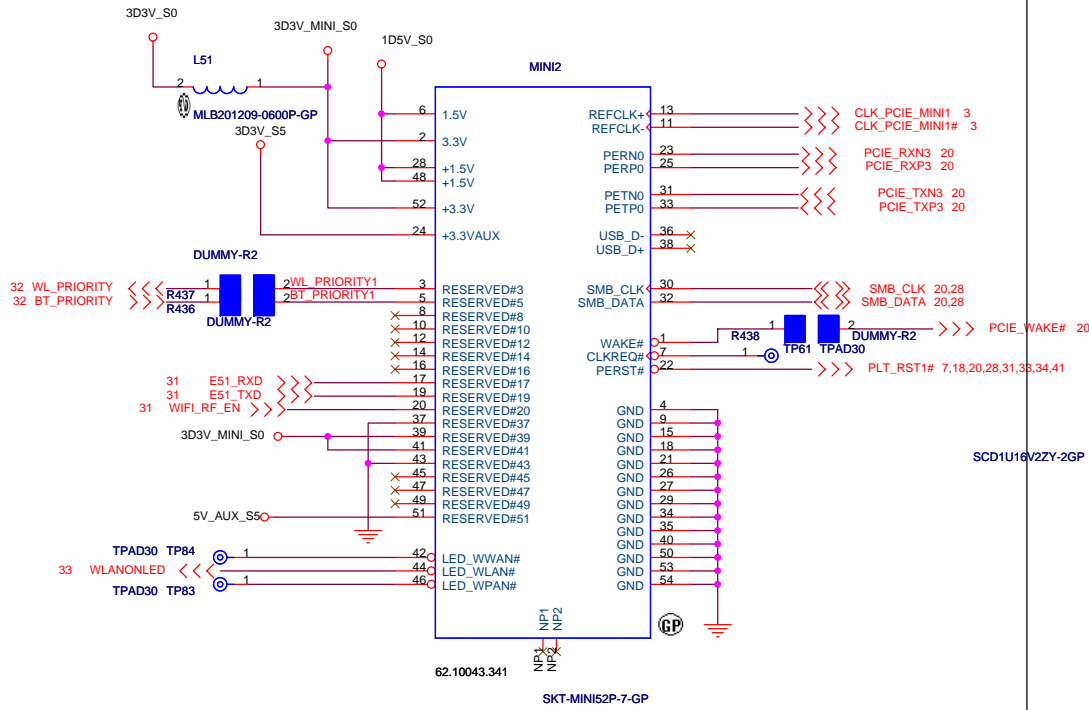 3D3V_S0
3D3V_MINI_S0
1D5V_S0
L51
2 1
MLB201209-0600P-GP
3D3V_S5
MINI2
6 1.5V
2 3.3V
28 +1.5V
48 +1.5V
52 +3.3V
24 +3.3VAUX
DUMMY-R2
32 WL_PRIORITY 1 2 WL_PRIORITY1 3 RESERVED#3
R437
32 BT_PRIORITY 1 2 BT_PRIORITY1 5 RESERVED#5
R436
DUMMY-R2
8 RESERVED#8
10 RESERVED#10
12 RESERVED#12
14 RESERVED#14
16 RESERVED#16
31 E51_RXD 17 RESERVED#17
31 E51_TXD 19 RESERVED#19
31 WIFI_RF_EN 20 RESERVED#20
37 RESERVED#37
3D3V_MINI_S0 39 RESERVED#39
41 RESERVED#41
43 RESERVED#43
45 RESERVED#45
47 RESERVED#47
49 RESERVED#49
5V_AUX_S5 51 RESERVED#51
TPAD30 TP84 1 42 LED_WWAN#
33 WLANONLED 44 LED_WLAN#
TPAD30 TP83 1 46 LED_WPAN#
REFCLK+ 13 CLK_PCIE_MINI1 3
REFCLK- 11 CLK_PCIE_MINI1# 3
PERN0 23 PCIE_RXN3 20
PERP0 25 PCIE_RXP3 20
PETN0 31 PCIE_TXN3 20
PETP0 33 PCIE_TXP3 20
USB_D- 36
USB_D+ 38
SMB_CLK 30 SMB_CLK 20,28
SMB_DATA 32 SMB_DATA 20,28
WAKE# 1 R438 1 2 DUMMY-R2 PCIE_WAKE# 20
CLKREQ# 7 1 TP61 TPAD30
PERST# 22 PLT_RST1# 7,18,20,28,31,33,34,41
GND 4
GND 9
GND 15
GND 18
GND 21
GND 26
GND 27
GND 29
GND 34
GND 35
GND 40
GND 50
GND 53
GND 54
SCD1U16V2ZY-2GP
NP1
NP2
NP1
NP2
GP
62.10043.341
SKT-MINI52P-7-GP